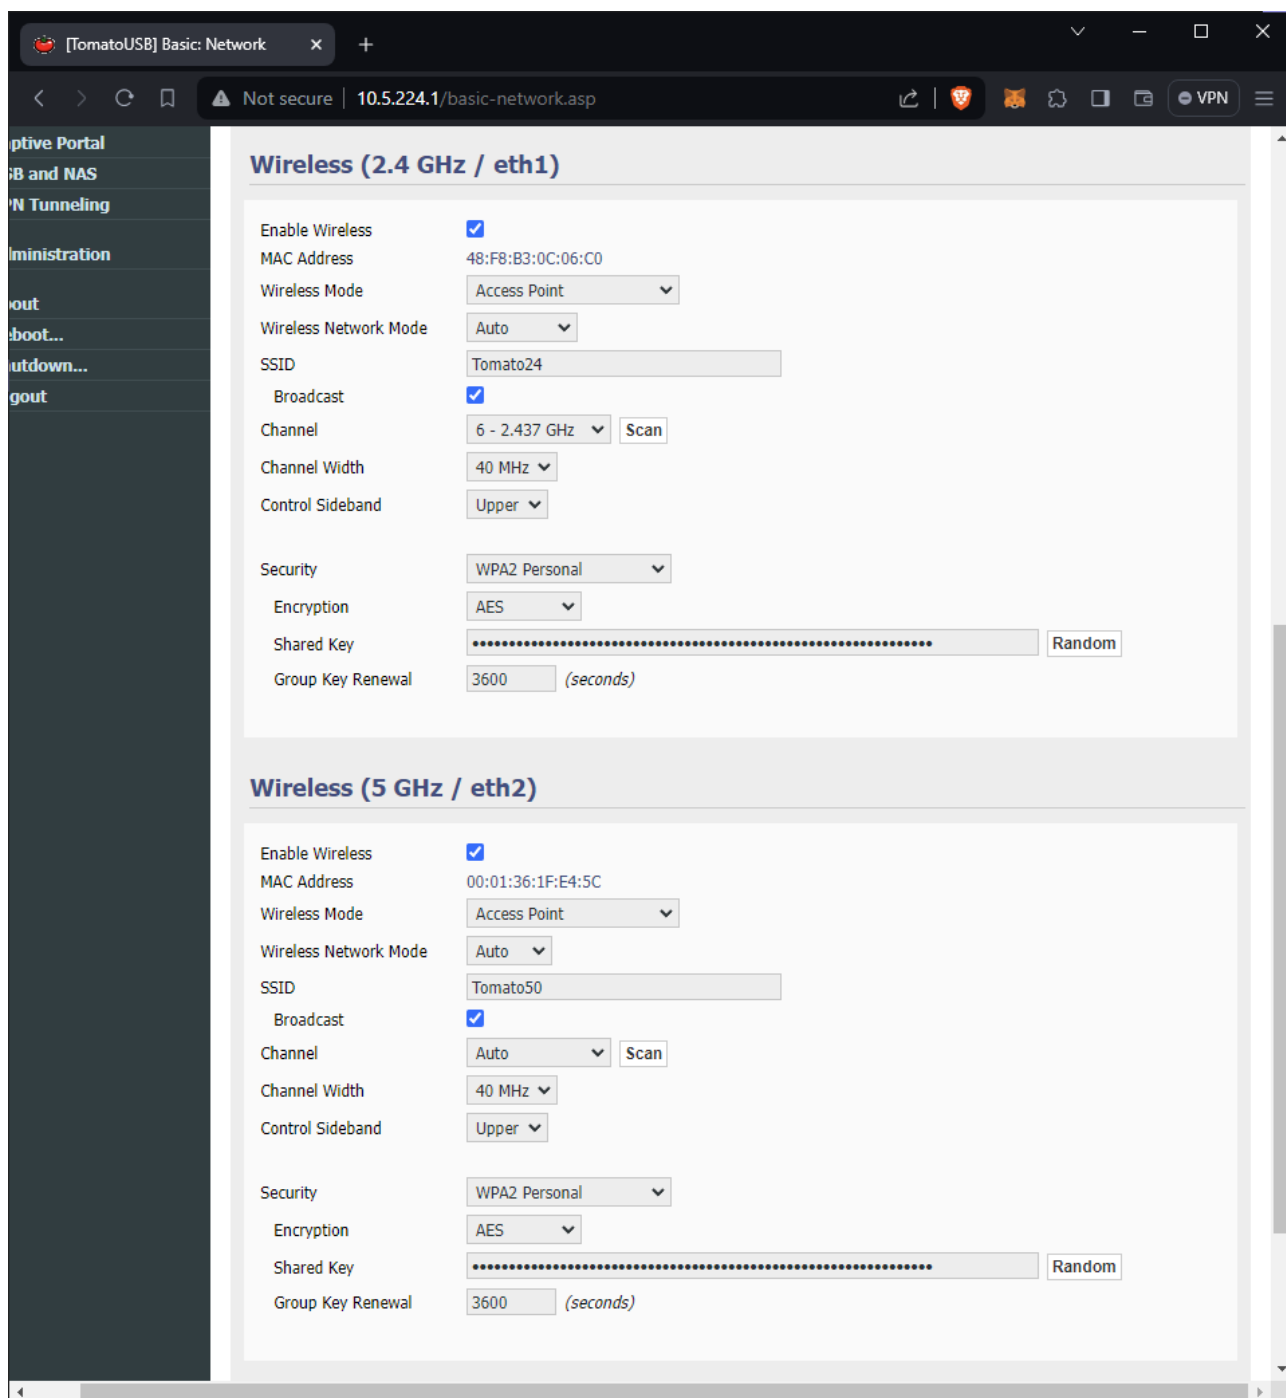 [TomatoUSB] Basic: Network
Not secure 10.5.224.1/basic-network.asp VPN
ptive Portal
SB and NAS
PN Tunneling
dministration
bout
eboot...
utdown...
gout
Wireless (2.4 GHz / eth1)
Enable Wireless
MAC Address 48:F8:B3:0C:06:C0
Wireless Mode Access Point
Wireless Network Mode Auto
SSID Tomato24
Broadcast
Channel 6 - 2.437 GHz Scan
Channel Width 40 MHz
Control Sideband Upper
Security WPA2 Personal
Encryption AES
Shared Key ••••••••••••••••••••••••••••••••••••••••••••••••••••••••••••••• Random
Group Key Renewal 3600 (seconds)
Wireless (5 GHz / eth2)
Enable Wireless
MAC Address 00:01:36:1F:E4:5C
Wireless Mode Access Point
Wireless Network Mode Auto
SSID Tomato50
Broadcast
Channel Auto Scan
Channel Width 40 MHz
Control Sideband Upper
Security WPA2 Personal
Encryption AES
Shared Key ••••••••••••••••••••••••••••••••••••••••••••••••••••••••••••••• Random
Group Key Renewal 3600 (seconds)